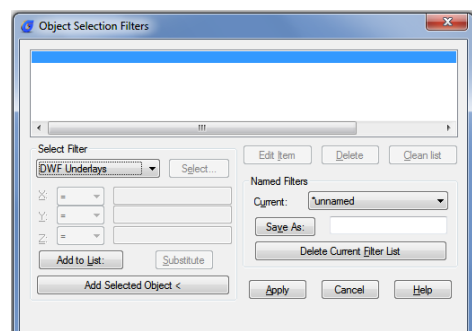 Object Selection Filters
Select Filter
DWF Underlays
Select...
Edit Item
Delete
Clean list
X: =
Y: =
Z: =
Named Filters
Current: *unnamed
Save As:
Delete Current Filter List
Add to List:
Substitute
Add Selected Object <
Apply
Cancel
Help